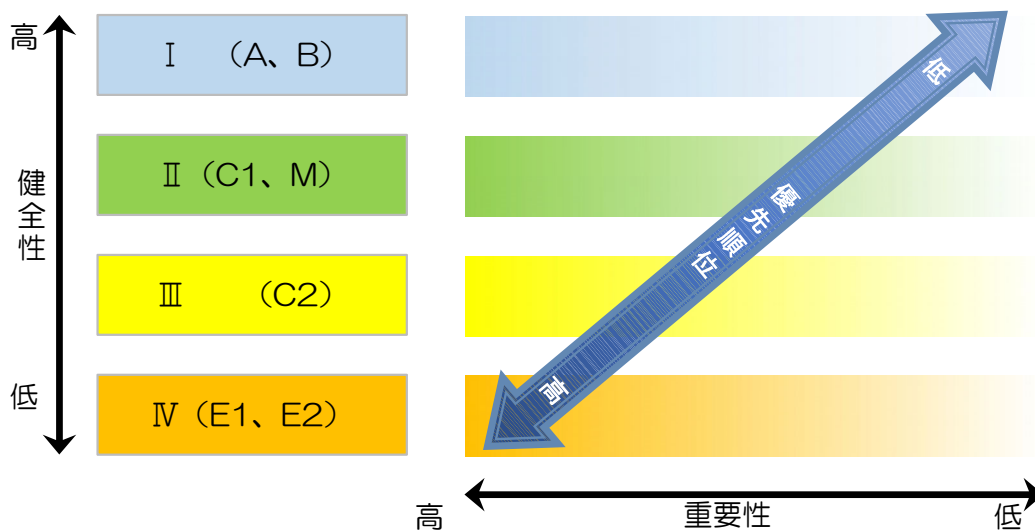 高
健全性
低
Ⅰ （A、B）
Ⅱ（C1、M）
Ⅲ （C2）
Ⅳ（E1、E2）
低
優先順位
高
高 重要性 低